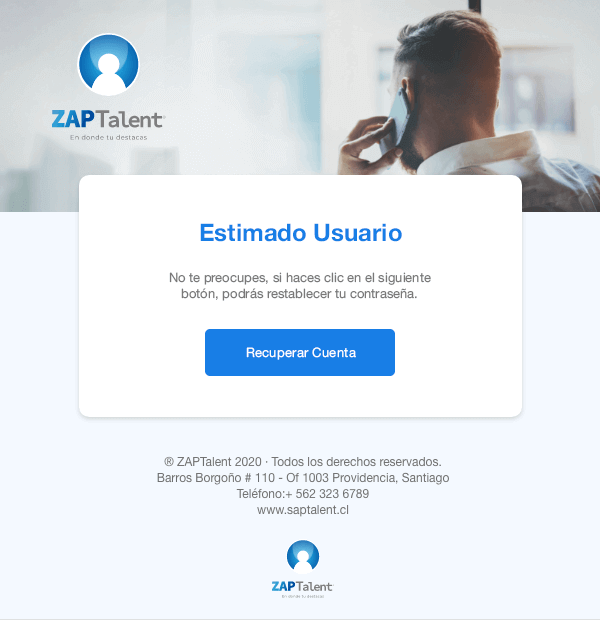 ZAPTalent
En donde tu destacas
Estimado Usuario
No te preocupes, si haces clic en el siguiente
botón, podrás restablecer tu contraseña.
Recuperar Cuenta
® ZAPTalent 2020 · Todos los derechos reservados.
Barros Borgoño # 110 - Of 1003 Providencia, Santiago
Teléfono:+ 562 323 6789
www.saptalent.cl
ZAPTalent
En donde tu destacas